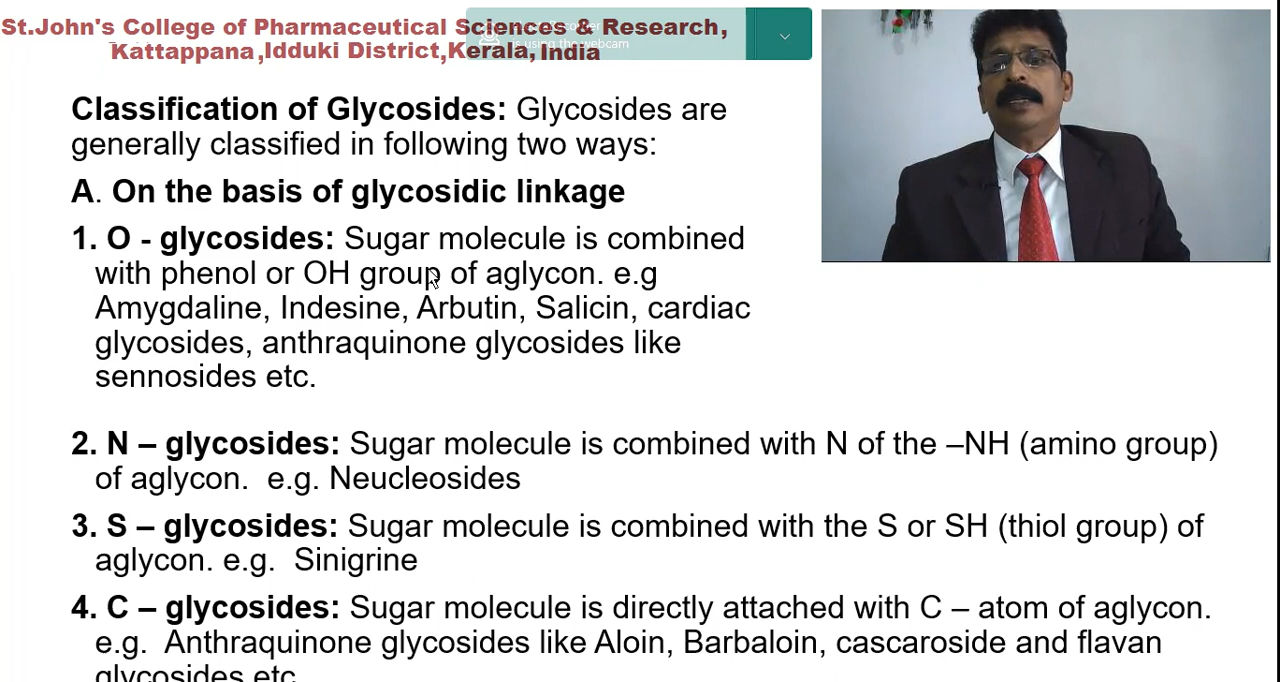 St.John's College of Pharmaceutical Sciences & Research,
Kattappana,Idduki District,Kerala, India
using the webcam
Classification of Glycosides: Glycosides are
generally classified in following two ways:
A. On the basis of glycosidic linkage
1. O - glycosides: Sugar molecule is combined
with phenol or OH group of aglycon. e.g
Amygdaline, Indesine, Arbutin, Salicin, cardiac
glycosides, anthraquinone glycosides like
sennosides etc.
2. N – glycosides: Sugar molecule is combined with N of the –NH (amino group)
of aglycon. e.g. Neucleosides
3. S – glycosides: Sugar molecule is combined with the S or SH (thiol group) of
aglycon. e.g. Sinigrine
4. C – glycosides: Sugar molecule is directly attached with C – atom of aglycon.
e.g. Anthraquinone glycosides like Aloin, Barbaloin, cascaroside and flavan
glycosides etc